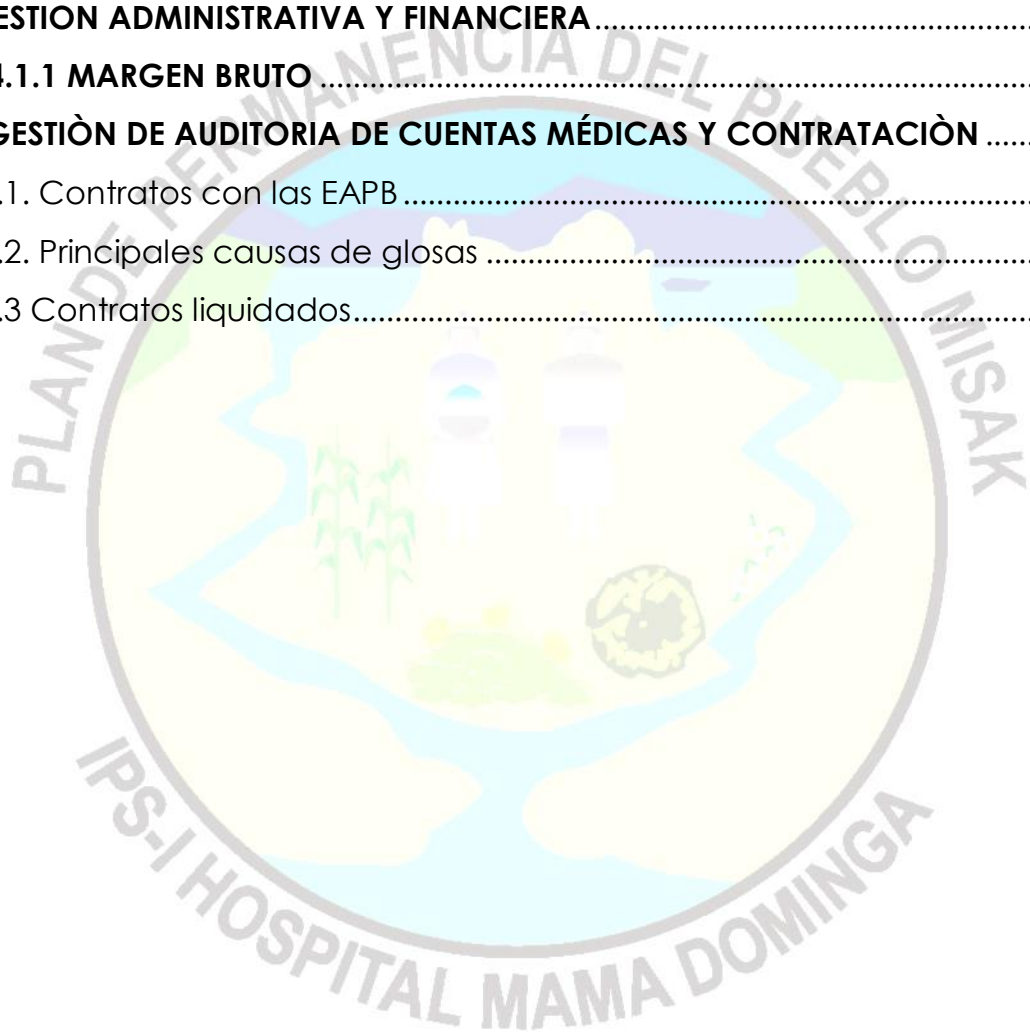 ESTION ADMINISTRATIVA Y FINANCIERA
4.1.1 MARGEN BRUTO
GESTIÒN DE AUDITORIA DE CUENTAS MÉDICAS Y CONTRATACIÒN
.1. Contratos con las EAPB
.2. Principales causas de glosas
.3 Contratos liquidados
PLAN DE PERMANENCIA DEL PUEBLO MISAK
IPS-I HOSPITAL MAMA DOMINGA